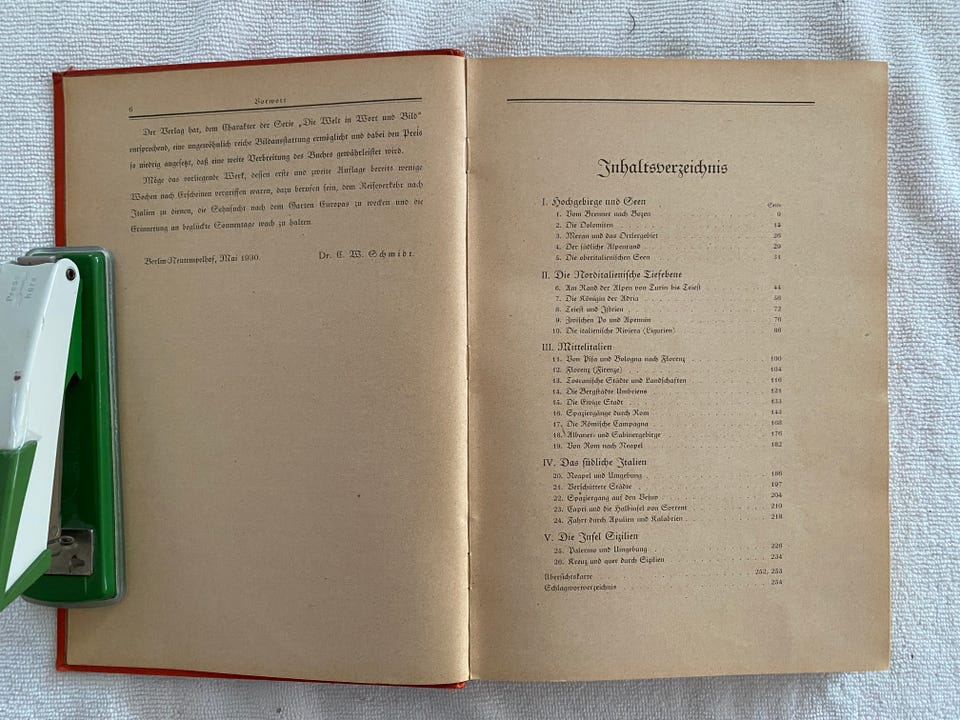 6
Vorwort
Der Verlag hat, dem Charakter der Serie „Die Welt in Wort und Bild“
entsprechend, eine ungewöhnlich reiche Bildausstattung ermöglicht und dabei den Preis
so niedrig angesetzt, daß eine weite Verbreitung des Buches gewährleistet wird.
Möge das vorliegende Werk, dessen erste und zweite Auflage bereits wenige
Wochen nach Erscheinen vergriffen waren, dazu berufen sein, dem Reiseverkehr nach
Italien zu dienen, die Sehnsucht nach dem Garten Europas zu wecken und die
Erinnerung an beglückte Sonnentage wach zu halten.
Berlin-Neutempelhof, Mai 1930. Dr. C. W. Schmidt.
Press here
Inhaltsverzeichnis
Seite
I. Hochgebirge und Seen
1. Vom Brenner nach Bozen 9
2. Die Dolomiten 15
3. Meran und das Ortlergebiet 26
4. Der südliche Alpenrand 29
5. Die oberitalienischen Seen 31
II. Die Norditalienische Tiefebene
6. Am Rand der Alpen von Turin bis Triest 44
7. Die Königin der Adria 56
8. Triest und Istrien 72
9. Zwischen Po und Apennin 76
10. Die italienische Riviera (Ligurien) 86
III. Mittelitalien
11. Von Pisa und Bologna nach Florenz 100
12. Florenz (Firenze) 104
13. Toscanische Städte und Landschaften 116
14. Die Bergstädte Umbriens 121
15. Die Ewige Stadt 133
16. Spaziergänge durch Rom 143
17. Die Römische Campagna 168
18. Albaner- und Sabinergebirge 176
19. Von Rom nach Neapel 182
IV. Das südliche Italien
20. Neapel und Umgebung 186
21. Verschüttete Städte 197
22. Spaziergang auf den Vesuv 204
23. Capri und die Halbinsel von Sorrent 210
24. Fahrt durch Apulien und Kalabrien 218
V. Die Insel Sizilien
25. Palermo und Umgebung 226
26. Kreuz und quer durch Sizilien 234
Übersichtskarte 252, 253
Schlagwortverzeichnis 254